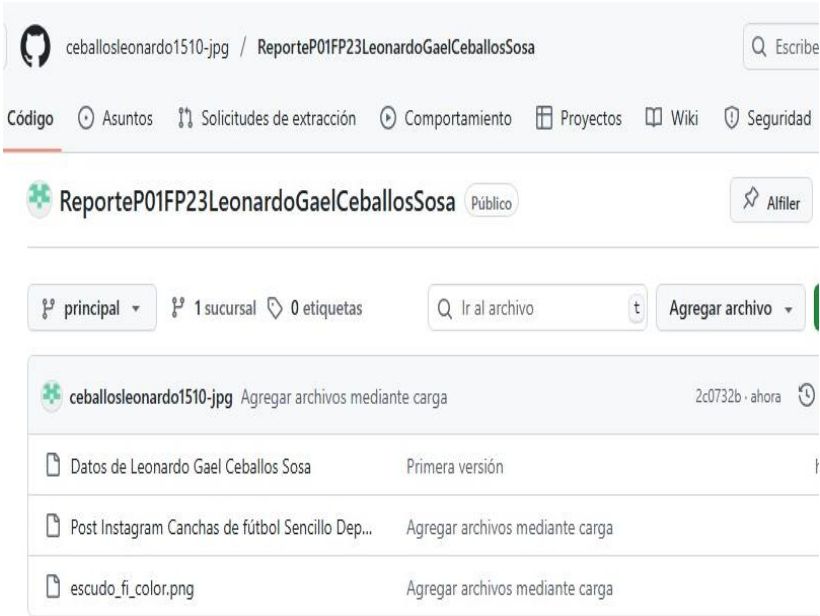 ceballosleonardo1510-jpg / ReporteP01FP23LeonardoGaelCeballosSosa
Escribe
Código Asuntos Solicitudes de extracción Comportamiento Proyectos Wiki Seguridad
ReporteP01FP23LeonardoGaelCeballosSosa Público Alfiler
principal 1 sucursal 0 etiquetas Ir al archivo t Agregar archivo
ceballosleonardo1510-jpg Agregar archivos mediante carga 2c0732b · ahora
Datos de Leonardo Gael Ceballos Sosa Primera versión
Post Instagram Canchas de fútbol Sencillo Dep... Agregar archivos mediante carga
escudo_fi_color.png Agregar archivos mediante carga